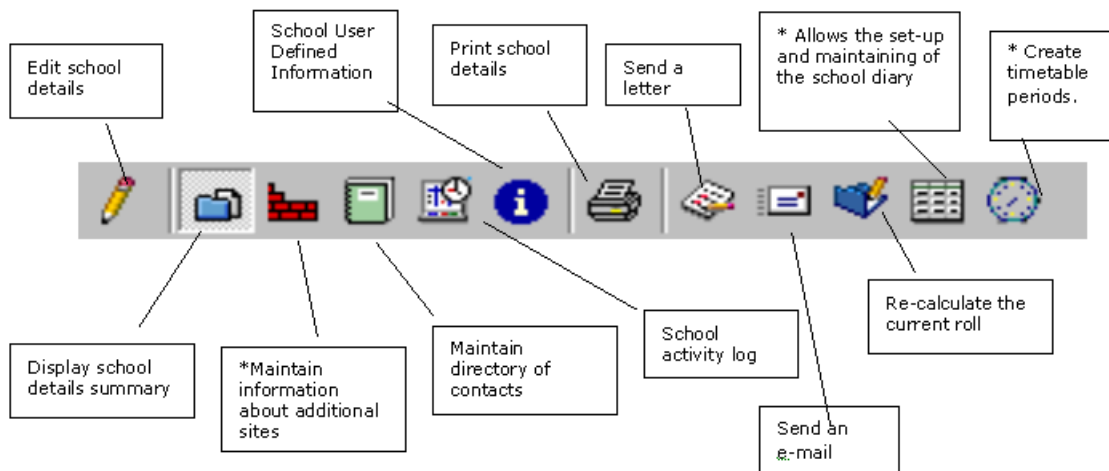 Edit school
details
School User
Defined
Information
Print school
details
Send a
letter
* Allows the set-up
and maintaining of
the school diary
* Create
timetable
periods.
Display school
details summary
*Maintain
information
about additional
sites
Maintain
directory of
contacts
School
activity log
Send an
e-mail
Re-calculate the
current roll